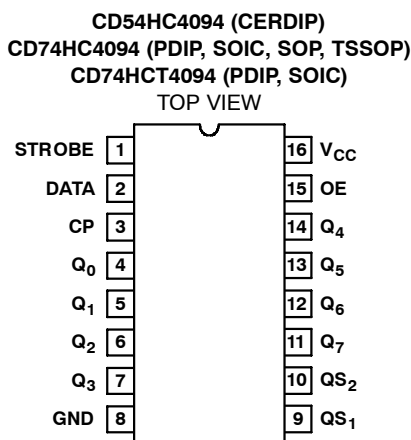 CD54HC4094 (CERDIP)
CD74HC4094 (PDIP, SOIC, SOP, TSSOP)
CD74HCT4094 (PDIP, SOIC)
TOP VIEW
STROBE 1 16 VCC
DATA 2 15 OE
CP 3 14 Q4
Q0 4 13 Q5
Q1 5 12 Q6
Q2 6 11 Q7
Q3 7 10 QS2
GND 8 9 QS1